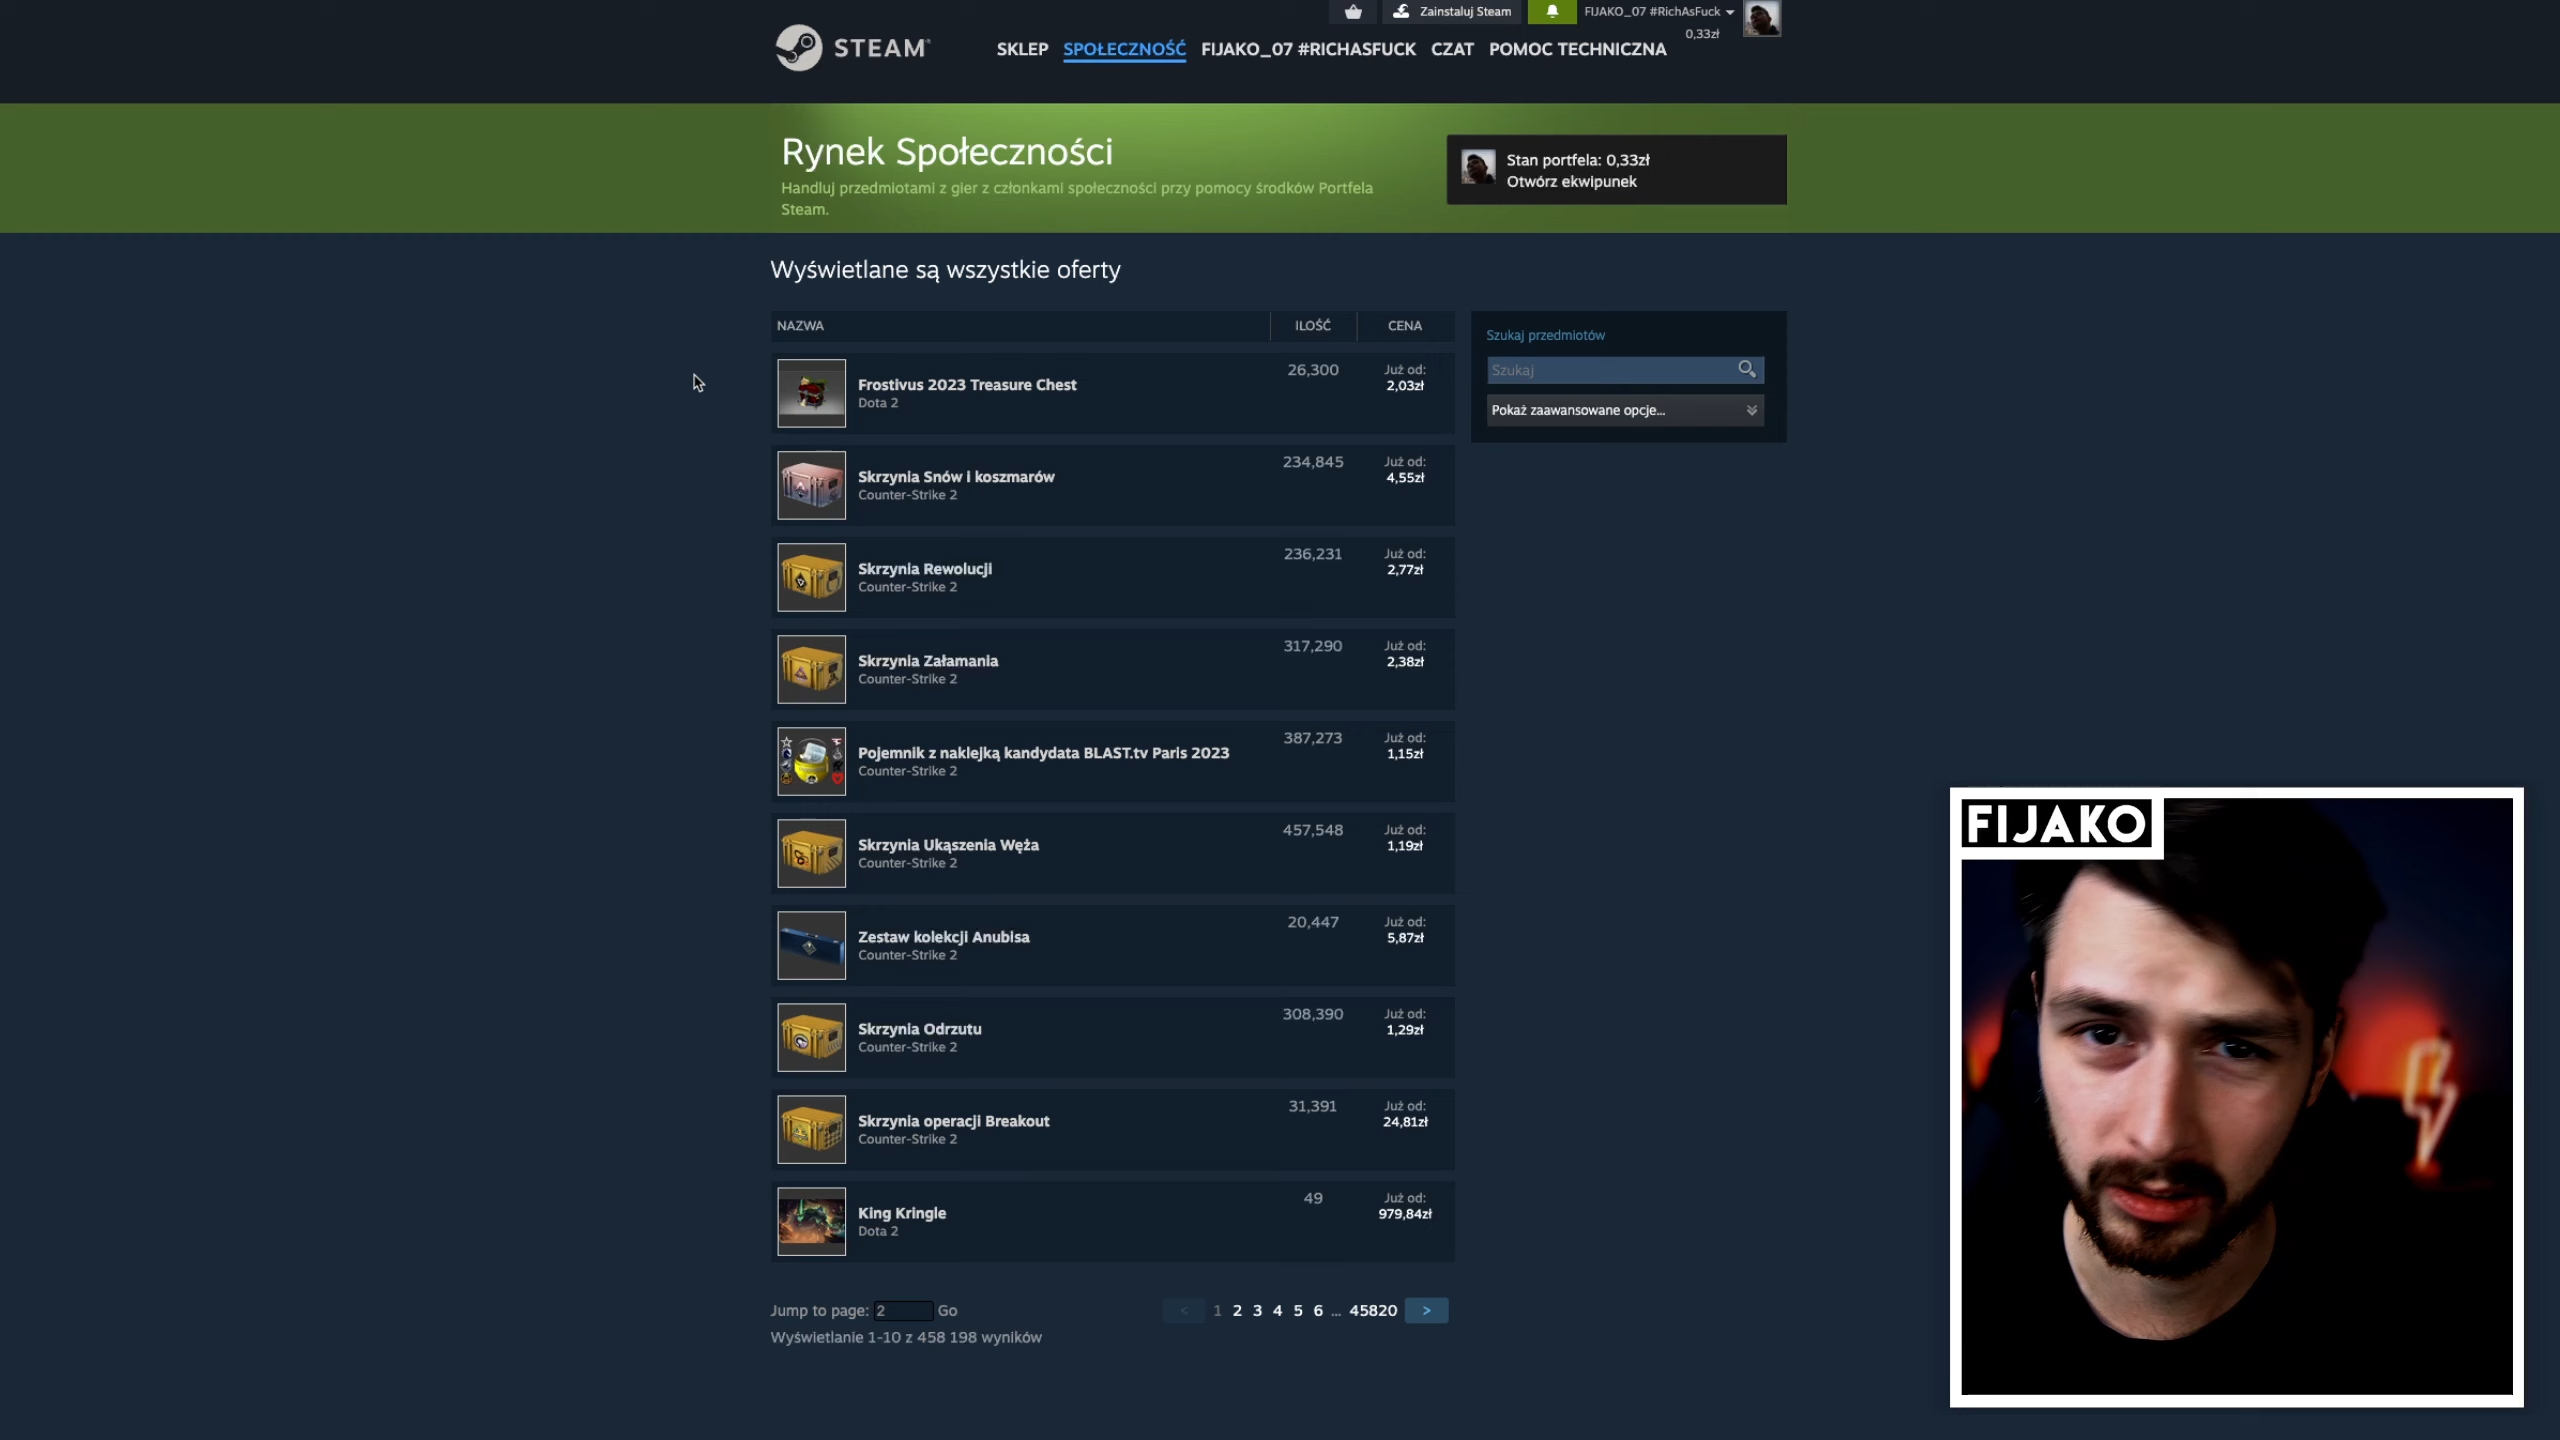 Zainstaluj Steam
FIJAKO_07 #RichAsFuck
0,33zł
STEAM
SKLEP SPOŁECZNOŚĆ FIJAKO_07 #RICHASFUCK CZAT POMOC TECHNICZNA
Rynek Społeczności
Handluj przedmiotami z gier z członkami społeczności przy pomocy środków Portfela
Steam.
Stan portfela: 0,33zł
Otwórz ekwipunek
Wyświetlane są wszystkie oferty
NAZWA ILOŚĆ CENA
Szukaj przedmiotów
Szukaj
Pokaż zaawansowane opcje...
Frostivus 2023 Treasure Chest
Dota 2
26,300
Już od:
2,03zł
Skrzynia Snów i koszmarów
Counter-Strike 2
234,845
Już od:
4,55zł
Skrzynia Rewolucji
Counter-Strike 2
236,231
Już od:
2,77zł
Skrzynia Załamania
Counter-Strike 2
317,290
Już od:
2,38zł
Pojemnik z naklejką kandydata BLAST.tv Paris 2023
Counter-Strike 2
387,273
Już od:
1,15zł
Skrzynia Ukąszenia Węża
Counter-Strike 2
457,548
Już od:
1,19zł
Zestaw kolekcji Anubisa
Counter-Strike 2
20,447
Już od:
5,87zł
Skrzynia Odrzutu
Counter-Strike 2
308,390
Już od:
1,29zł
Skrzynia operacji Breakout
Counter-Strike 2
31,391
Już od:
24,81zł
King Kringle
Dota 2
49
Już od:
979,84zł
Jump to page: 2 Go
< 1 2 3 4 5 6 ... 45820 >
Wyświetlanie 1-10 z 458 198 wyników
FIJAKO